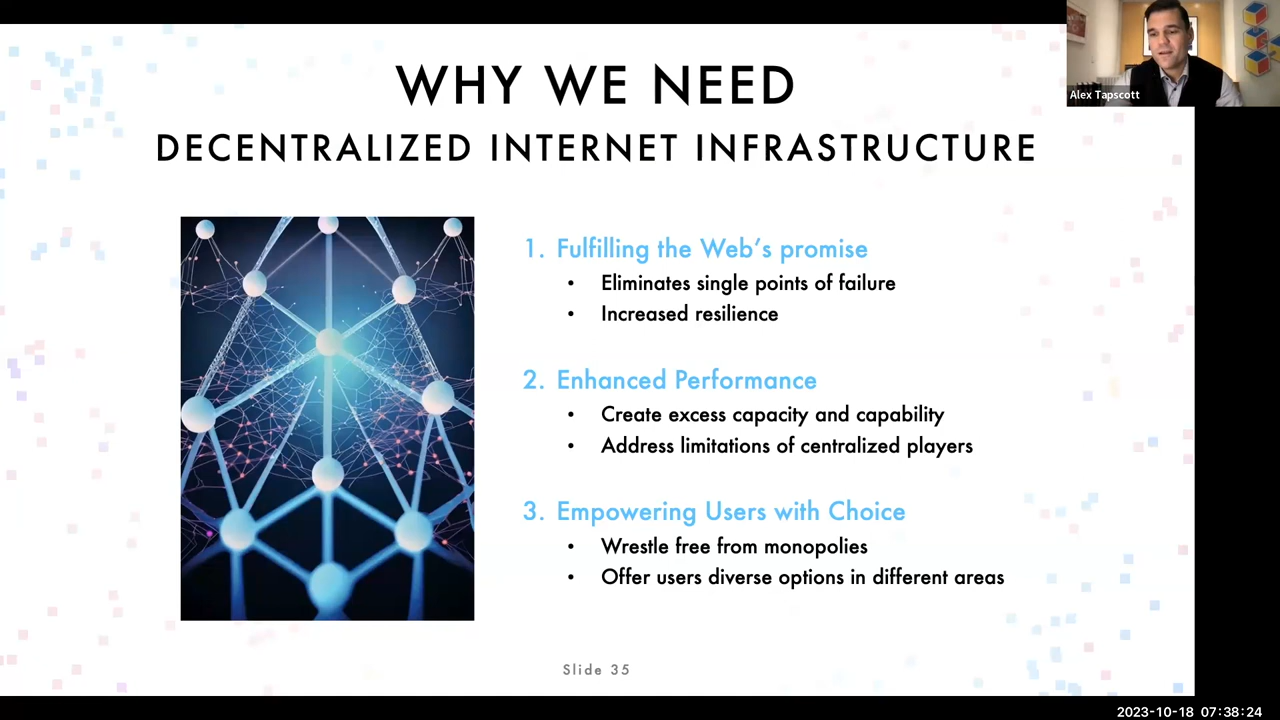 WHY WE NEED
DECENTRALIZED INTERNET INFRASTRUCTURE
Alex Tapscott
1. Fulfilling the Web's promise
• Eliminates single points of failure
• Increased resilience
2. Enhanced Performance
• Create excess capacity and capability
• Address limitations of centralized players
3. Empowering Users with Choice
• Wrestle free from monopolies
• Offer users diverse options in different areas
Slide 35
2023-10-18 07:38:24